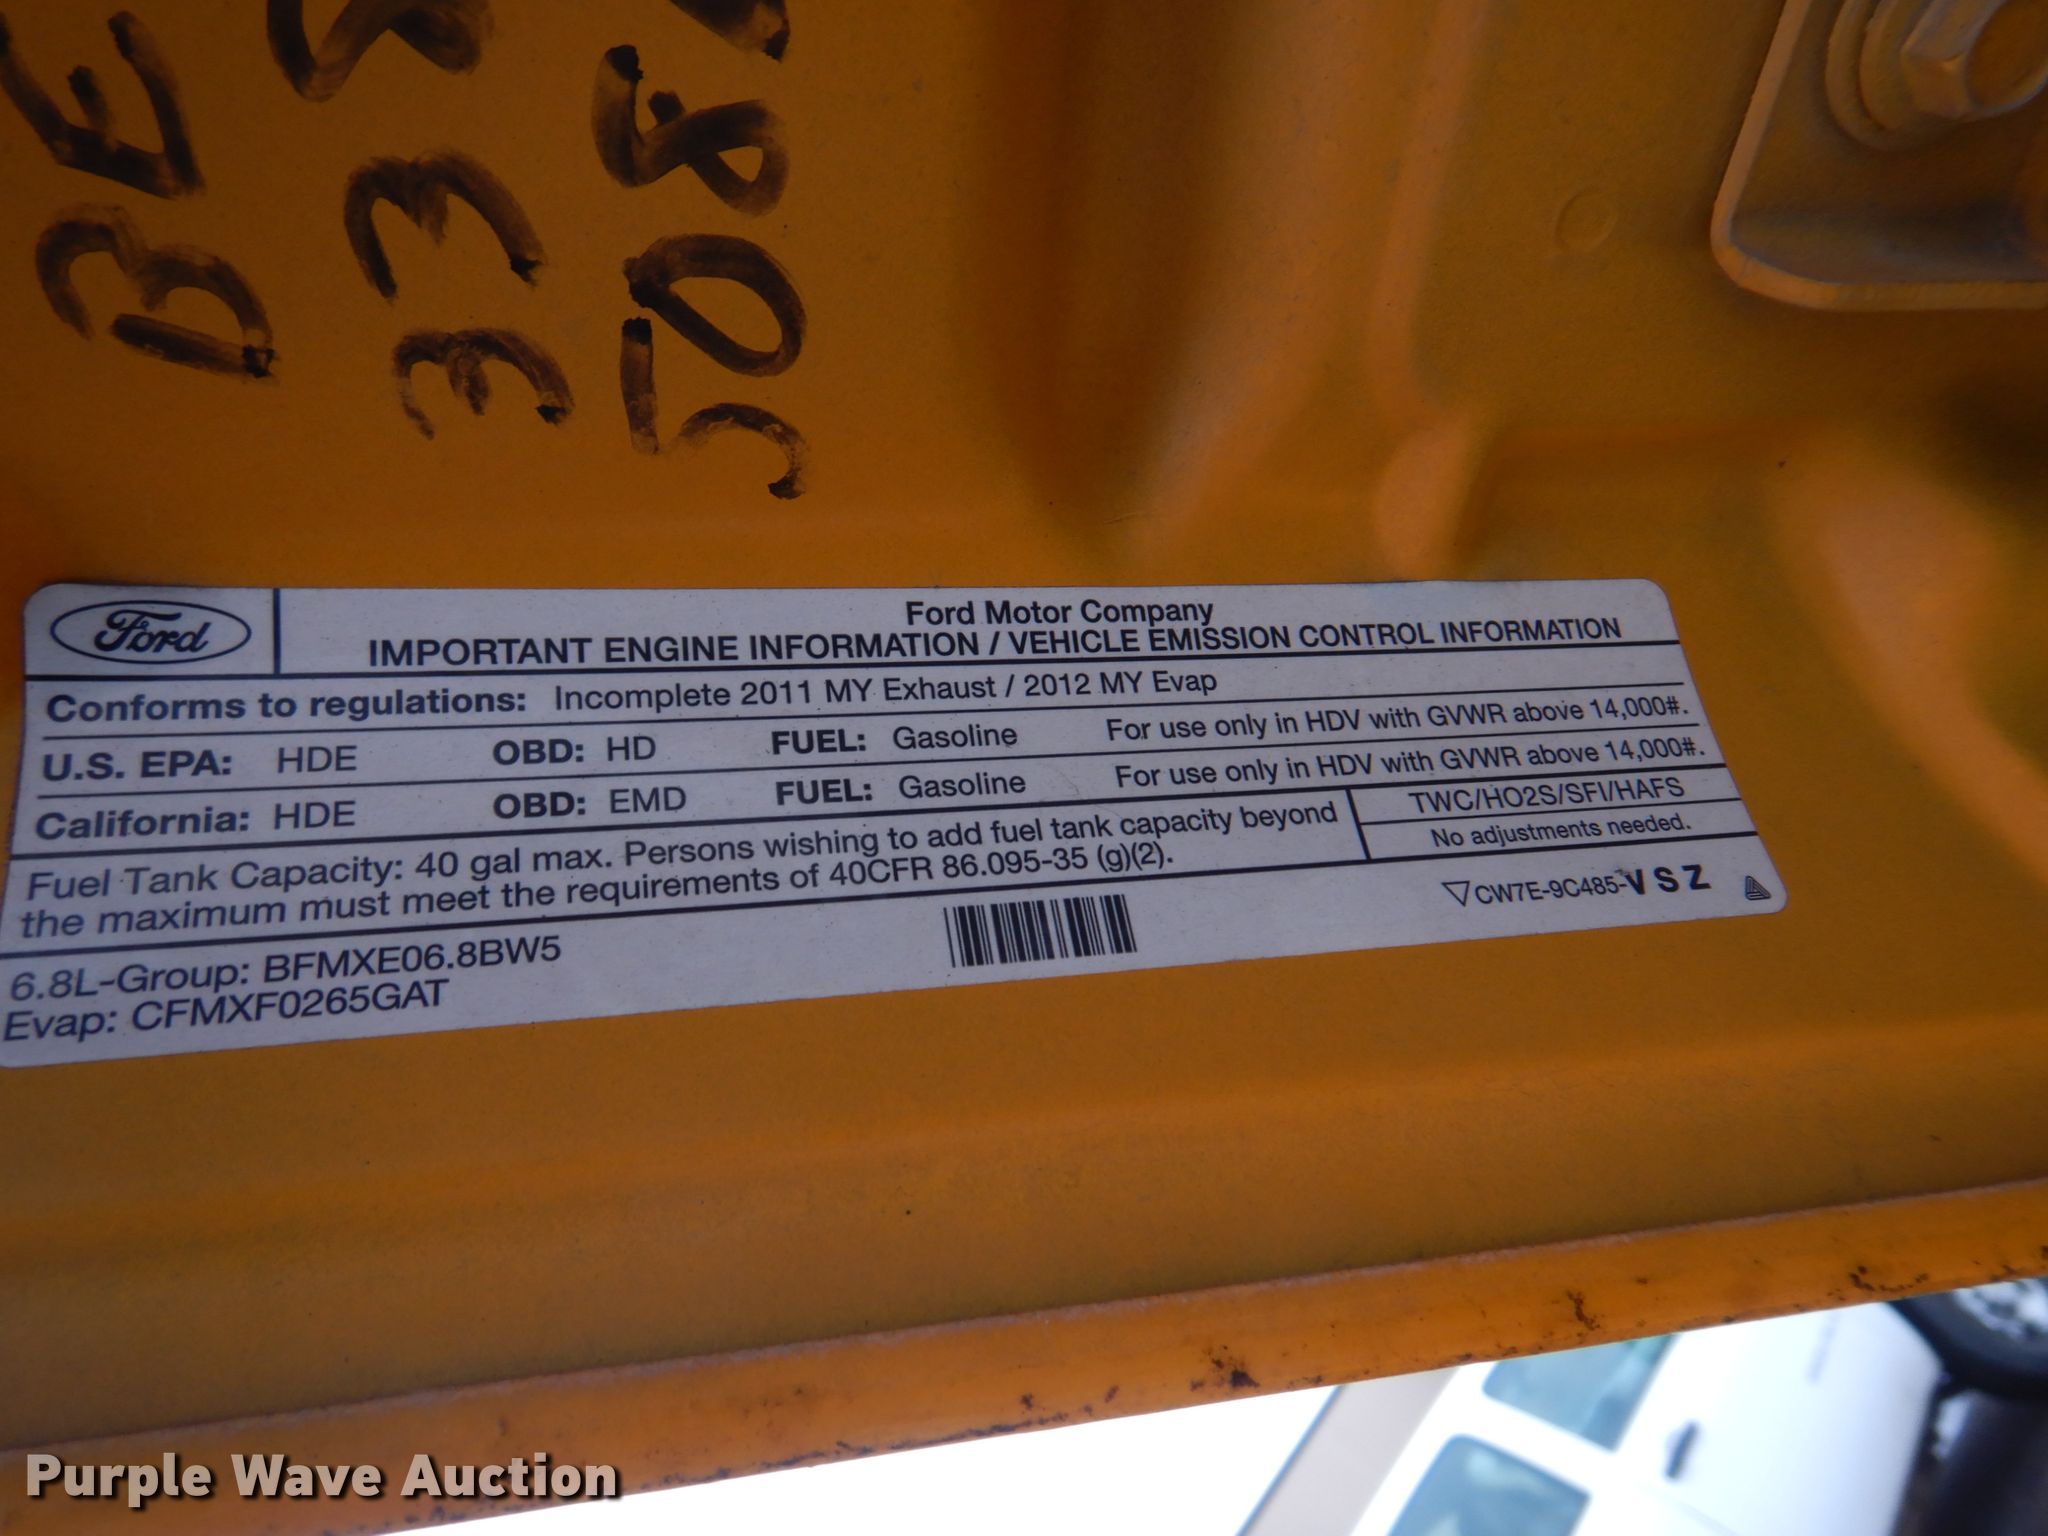 Ford
Ford Motor Company
IMPORTANT ENGINE INFORMATION / VEHICLE EMISSION CONTROL INFORMATION
Conforms to regulations: Incomplete 2011 MY Exhaust / 2012 MY Evap
U.S. EPA: HDE OBD: HD FUEL: Gasoline For use only in HDV with GVWR above 14,000#.
California: HDE OBD: EMD FUEL: Gasoline For use only in HDV with GVWR above 14,000#.
Fuel Tank Capacity: 40 gal max. Persons wishing to add fuel tank capacity beyond
the maximum must meet the requirements of 40CFR 86.095-35 (g)(2).
TWC/HO2S/SFI/HAFS
No adjustments needed.
6.8L-Group: BFMXE06.8BW5
Evap: CFMXF0265GAT
CW7E-9C485-VSZ
Purple Wave Auction